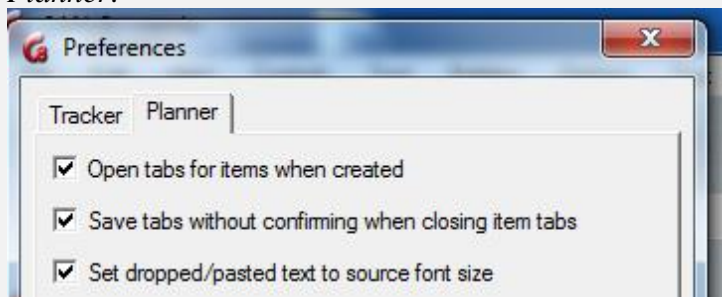 Planner:
Preferences
Tracker Planner
Open tabs for items when created
Save tabs without confirming when closing item tabs
Set dropped/pasted text to source font size